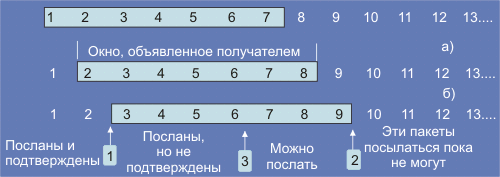 1 2 3 4 5 6 7 8 9 10 11 12 13....
Окно, объявленное получателем
а)
1 2 3 4 5 6 7 8 9 10 11 12 13....
б)
1 2 3 4 5 6 7 8 9 10 11 12 13....
Посланы и
подтверждены
1
Посланы,
но не
подтверждены
3
Можно
послать
2
Эти пакеты
посылаться пока
не могут